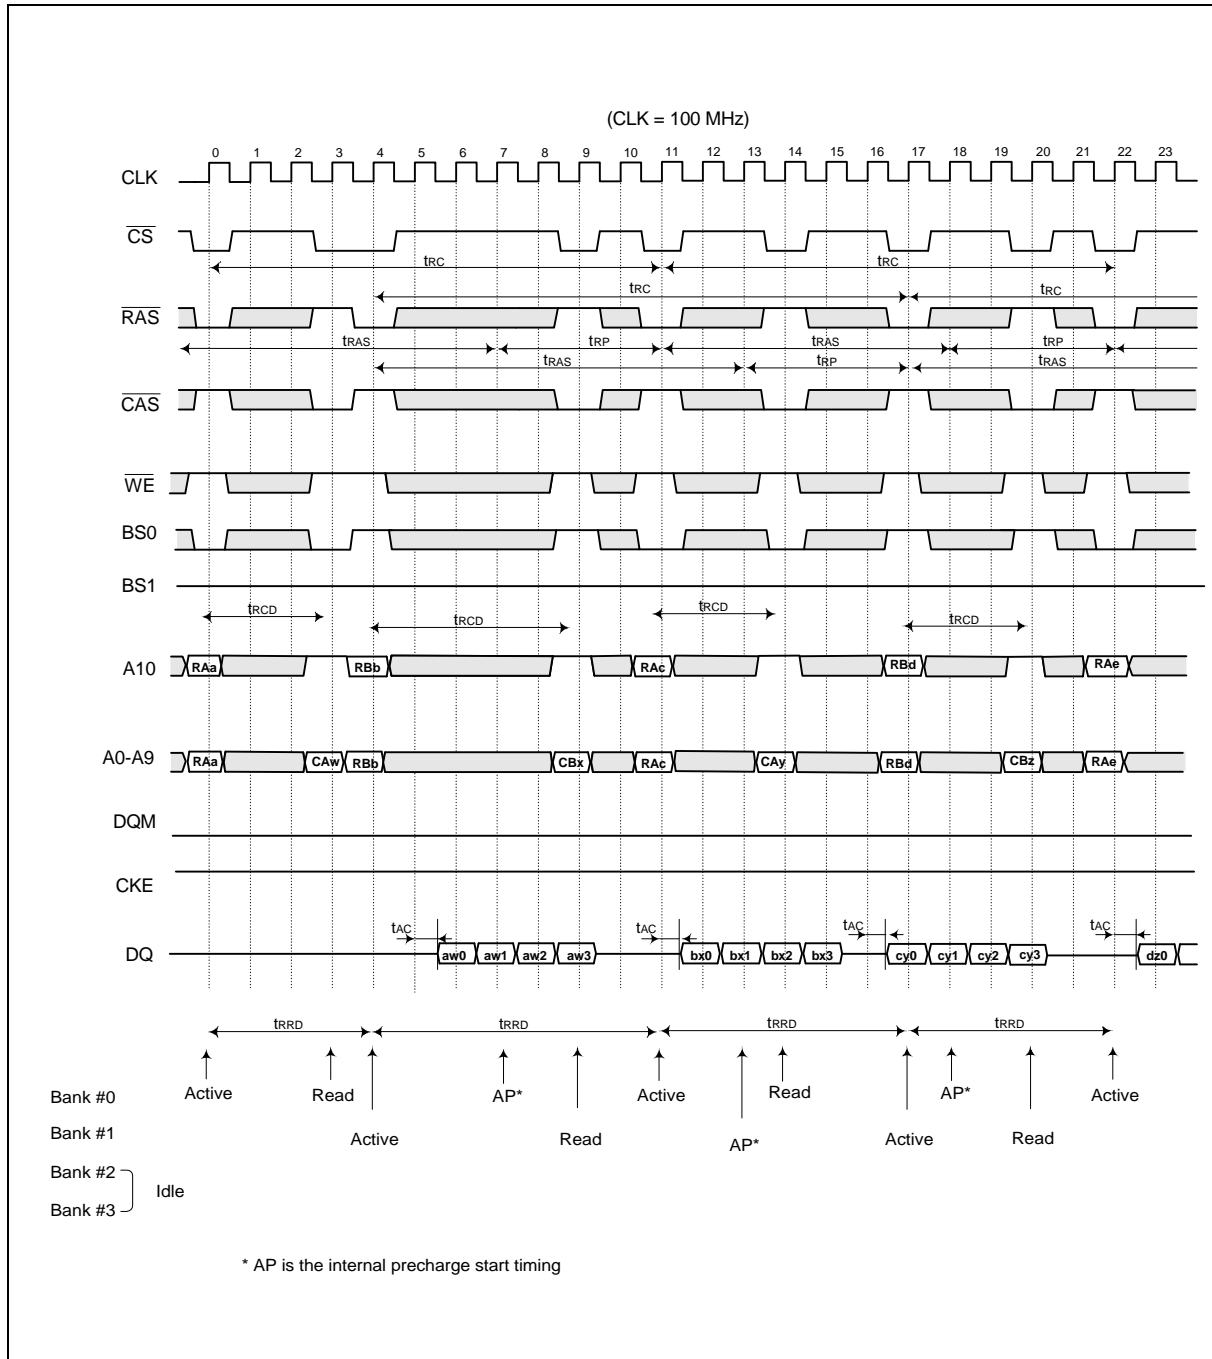 (CLK = 100 MHz)
0 1 2 3 4 5 6 7 8 9 10 11 12 13 14 15 16 17 18 19 20 21 22 23
CLK
CS
tRC tRC
tRC tRC
RAS
tRAS tRP tRAS tRP
tRAS tRP tRAS
CAS
WE
BS0
BS1
tRCD tRCD tRCD tRCD
A10 RAa RBb RAc RBd RAe
A0-A9 RAa CAw RBb CBx RAc CAy RBd CBz RAe
DQM
CKE
tAC tAC tAC tAC
DQ aw0 aw1 aw2 aw3 bx0 bx1 bx2 bx3 cy0 cy1 cy2 cy3 dz0
tRRD tRRD tRRD tRRD
Bank #0 Active Read AP* Active Read AP* Active
Bank #1 Active Read AP* Active Read
Bank #2
Idle
Bank #3
* AP is the internal precharge start timing